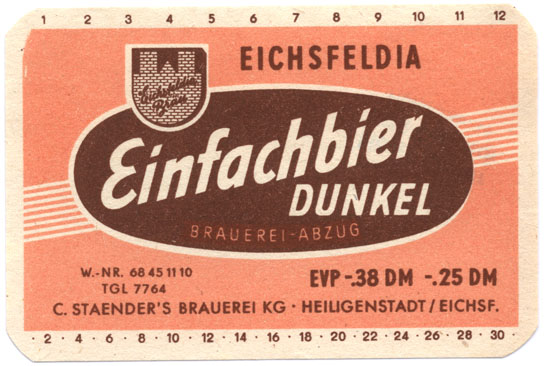 1 2 3 4 5 6 7 8 9 10 11 12
EICHSFELDIA
Eichsfelder
Bräu
Einfachbier
DUNKEL
BRAUEREI-ABZUG
W.-NR. 68 45 11 10
TGL 7764
EVP -.38 DM -.25 DM
C. STAENDER'S BRAUEREI KG · HEILIGENSTADT / EICHSF.
· 2 · 4 · 6 · 8 · 10 · 12 · 14 · 16 · 18 · 20 · 22 · 24 · 26 · 28 · 30 ·